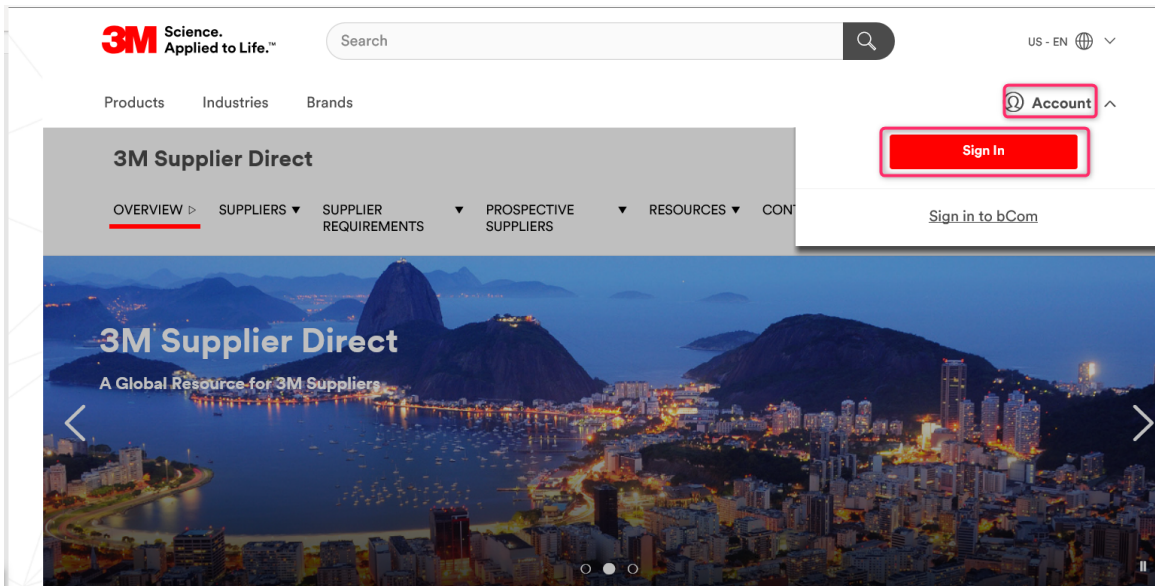 3M Science.
Applied to Life.™
Search
US - EN
Products Industries Brands
Account
Sign In
Sign in to bCom
3M Supplier Direct
OVERVIEW ▷ SUPPLIERS ▼ SUPPLIER REQUIREMENTS ▼ PROSPECTIVE SUPPLIERS ▼ RESOURCES ▼ CON
3M Supplier Direct
A Global Resource for 3M Suppliers